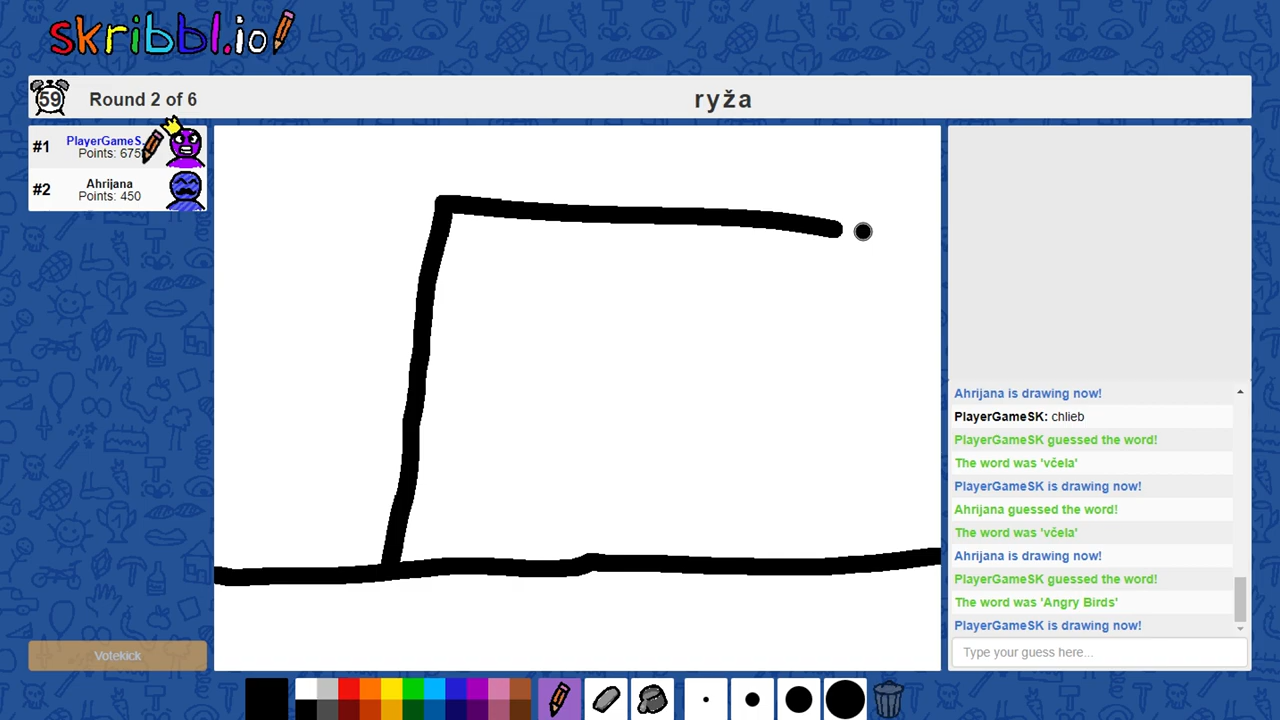 skribbl.io
59
Round 2 of 6
ryža
#1
PlayerGameS.
Points: 675
#2
Ahrijana
Points: 450
Ahrijana is drawing now!
PlayerGameSK: chlieb
PlayerGameSK guessed the word!
The word was 'včela'
PlayerGameSK is drawing now!
Ahrijana guessed the word!
The word was 'včela'
Ahrijana is drawing now!
PlayerGameSK guessed the word!
The word was 'Angry Birds'
PlayerGameSK is drawing now!
Type your guess here...
Votekick